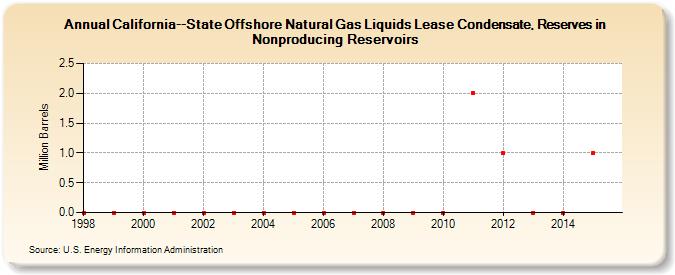 Annual California--State Offshore Natural Gas Liquids Lease Condensate, Reserves in
Nonproducing Reservoirs
Million Barrels
2.5
2.0
1.5
1.0
0.5
0.0
1998 2000 2002 2004 2006 2008 2010 2012 2014
Source: U.S. Energy Information Administration